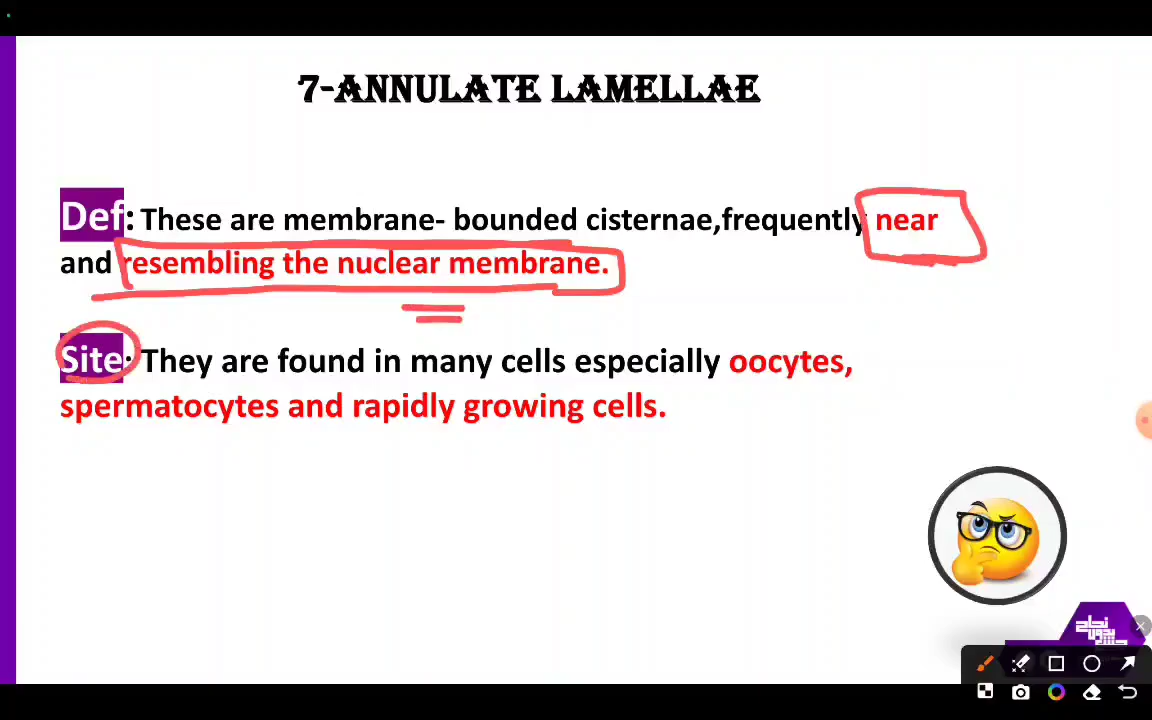 7-ANNULATE LAMELLAE
Def: These are membrane- bounded cisternae,frequently near
and resembling the nuclear membrane.
Site: They are found in many cells especially oocytes,
spermatocytes and rapidly growing cells.